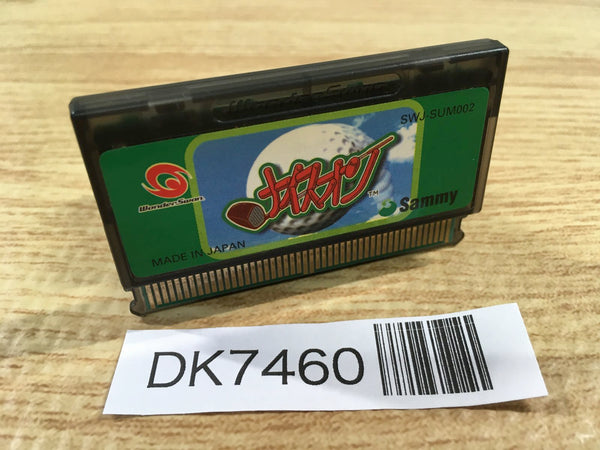 WonderSwan
SWJ-SUM002
ナイスオン
TM
WonderSwan
Sammy
MADE IN JAPAN
DK7460